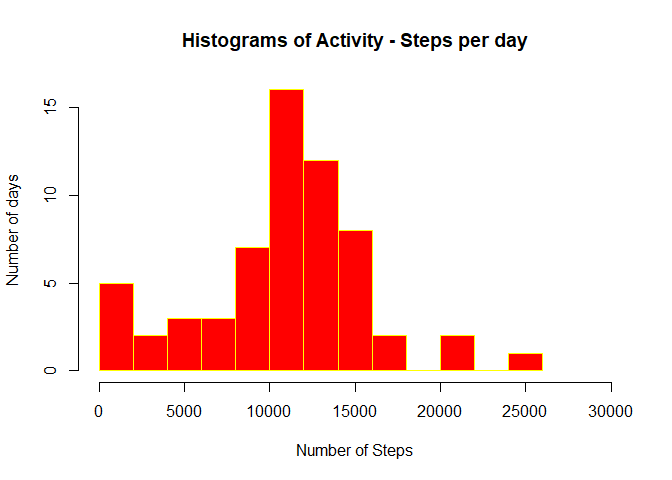 Histograms of Activity - Steps per day
Number of days
15
10
5
0
0 5000 10000 15000 20000 25000 30000
Number of Steps